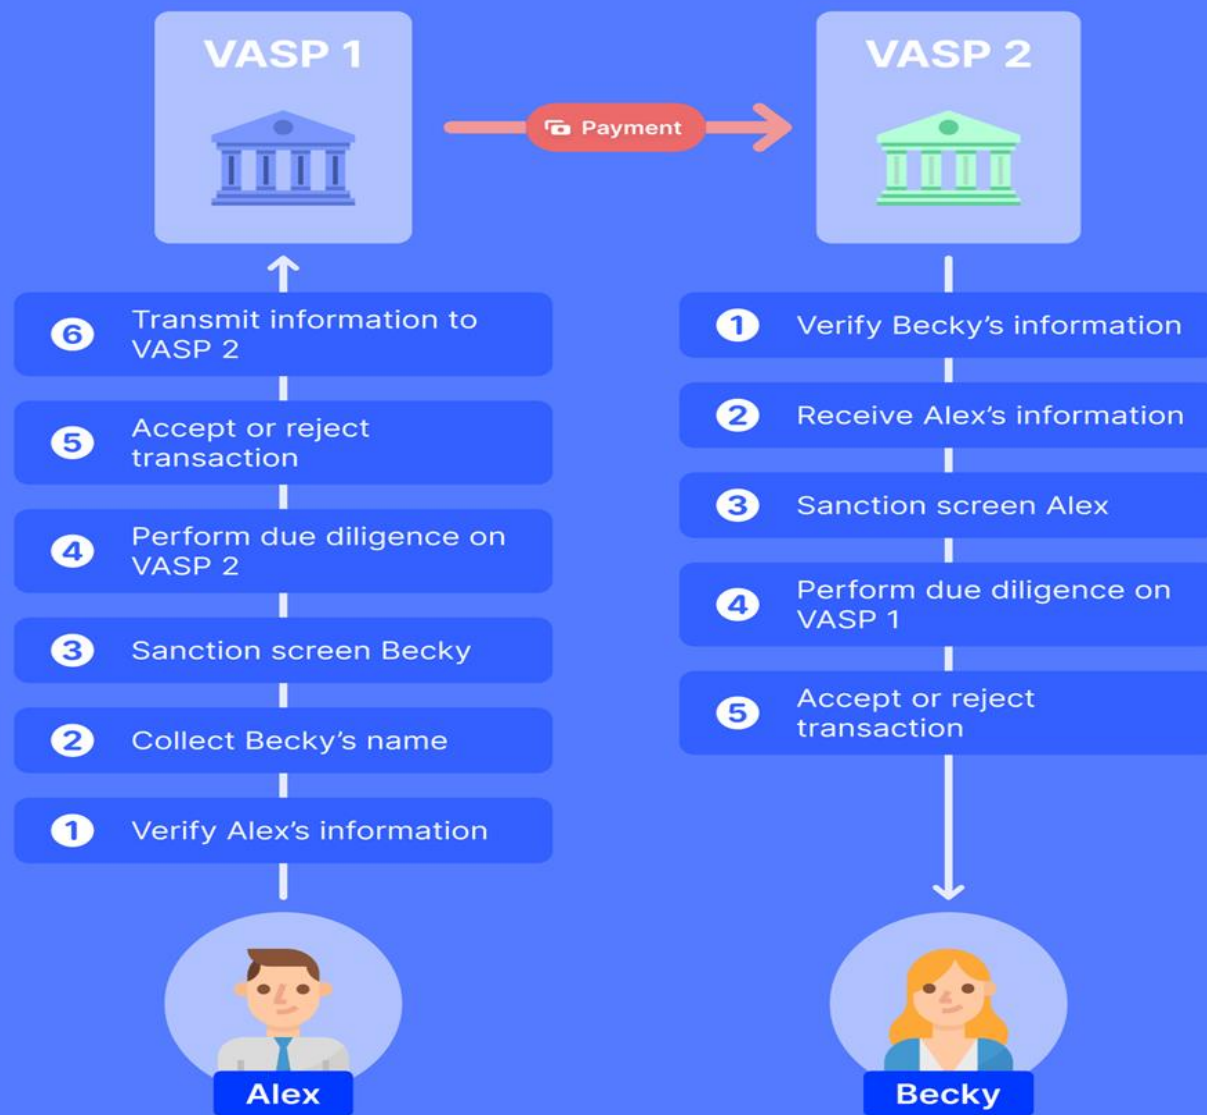 VASP 1
Payment
VASP 2
6
Transmit information to
VASP 2
5
Accept or reject
transaction
4
Perform due diligence on
VASP 2
3
Sanction screen Becky
2
Collect Becky’s name
1
Verify Alex’s information
Alex
1
Verify Becky’s information
2
Receive Alex’s information
3
Sanction screen Alex
4
Perform due diligence on
VASP 1
5
Accept or reject
transaction
Becky